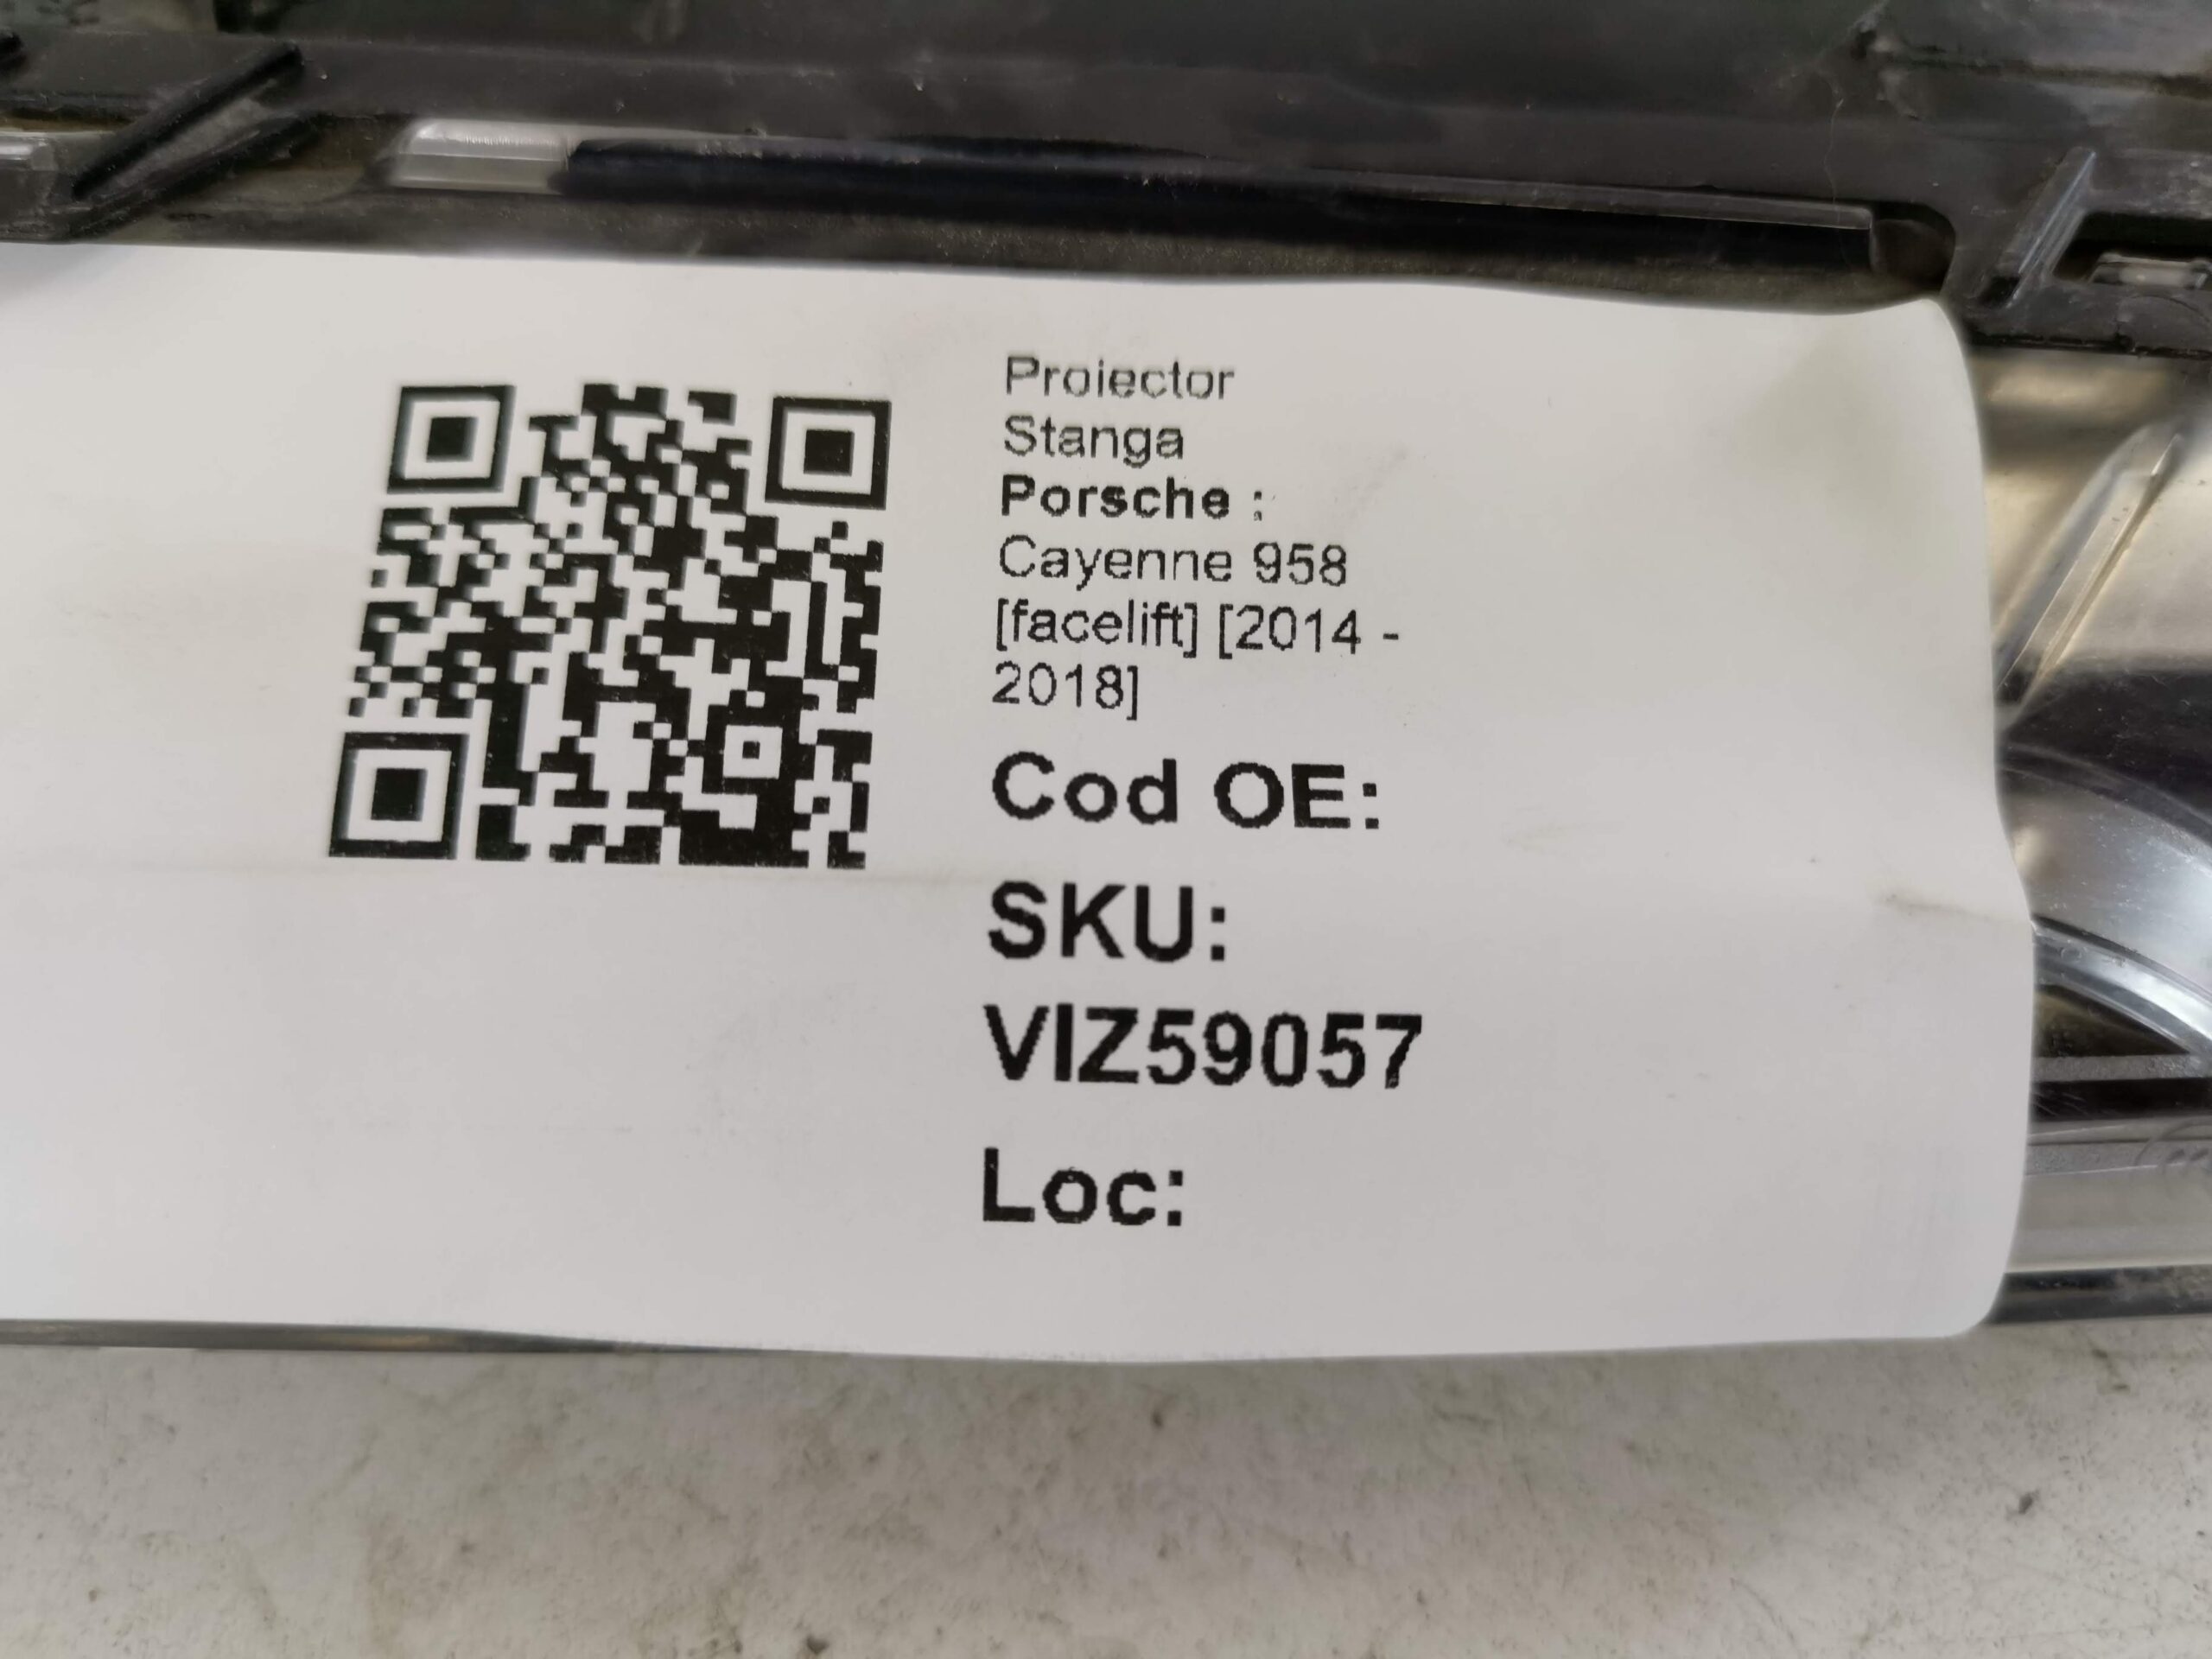 Proiector
Stanga
Porsche :
Cayenne 958
[facelift] [2014 -
2018]
Cod OE:
SKU:
VIZ59057
Loc: